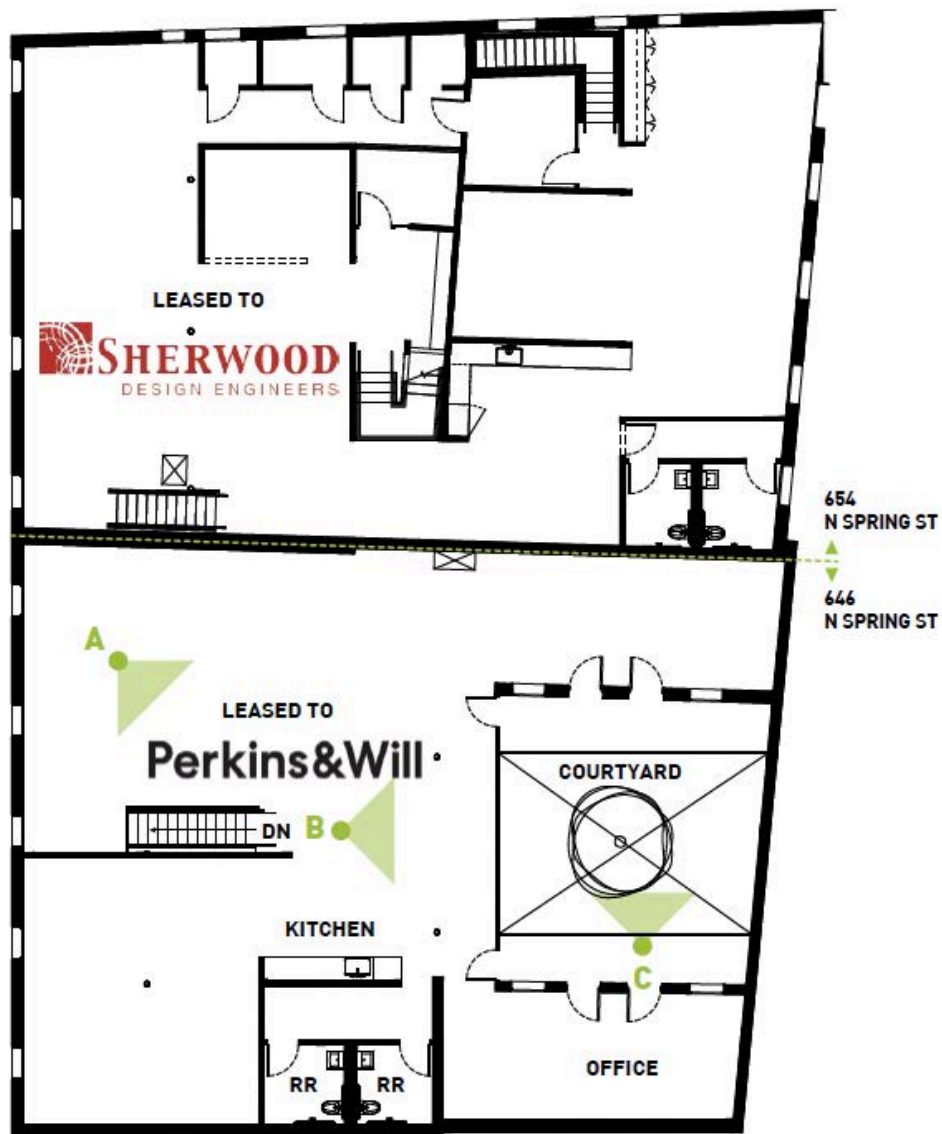 LEASED TO
SHERWOOD
DESIGN ENGINEERS
654
N SPRING ST
646
N SPRING ST
A
LEASED TO
Perkins&Will
COURTYARD
DN
B
KITCHEN
C
OFFICE
RR
RR